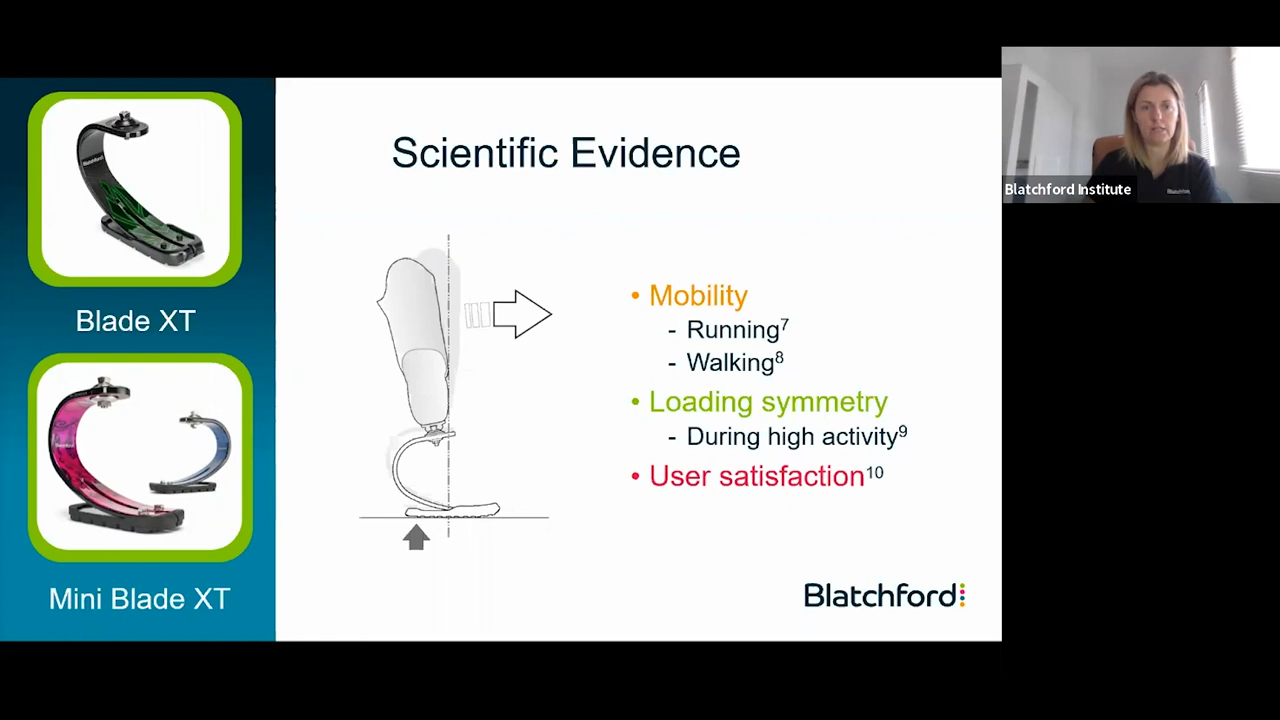 Scientific Evidence
Blade XT
Mini Blade XT
• Mobility
- Running7
- Walking8
• Loading symmetry
- During high activity9
• User satisfaction10
Blatchford
Blatchford Institute